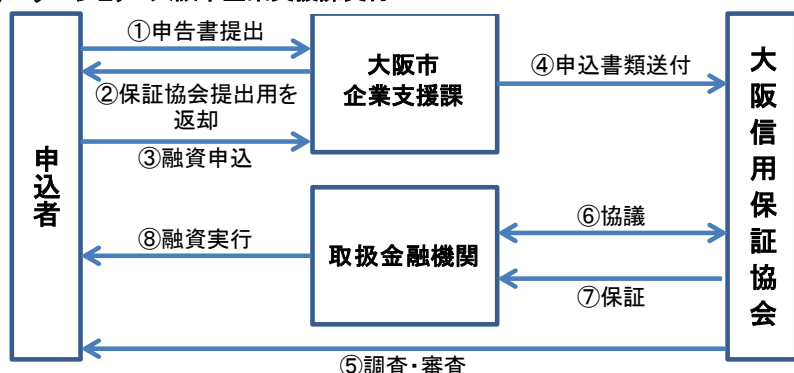 ①申告書提出
②保証協会提出用を
返却
③融資申込
大阪市
企業支援課
④申込書類送付
申込者
大阪信用保証協会
⑥協議
⑧融資実行
取扱金融機関
⑦保証
⑤調査・審査